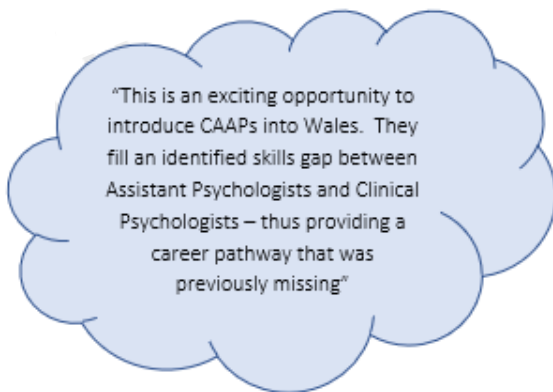 “This is an exciting opportunity to
introduce CAAPs into Wales.  They
fill an identified skills gap between
Assistant Psychologists and Clinical
Psychologists – thus providing a
career pathway that was
previously missing”